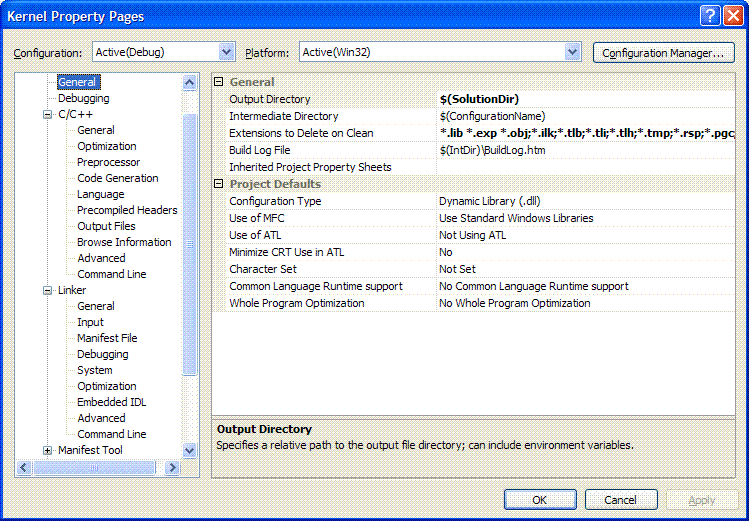 Kernel Property Pages
Configuration: Active(Debug) Platform: Active(Win32) Configuration Manager...
General
Debugging
C/C++
General
Optimization
Preprocessor
Code Generation
Language
Precompiled Headers
Output Files
Browse Information
Advanced
Command Line
Linker
General
Input
Manifest File
Debugging
System
Optimization
Embedded IDL
Advanced
Command Line
Manifest Tool
General
Output Directory $(SolutionDir)
Intermediate Directory $(ConfigurationName)
Extensions to Delete on Clean *.lib *.exp *.obj;*.ilk;*.tlb;*.tli;*.tlh;*.tmp;*.rsp;*.pgc;
Build Log File $(IntDir)\BuildLog.htm
Inherited Project Property Sheets
Project Defaults
Configuration Type Dynamic Library (.dll)
Use of MFC Use Standard Windows Libraries
Use of ATL Not Using ATL
Minimize CRT Use in ATL No
Character Set Not Set
Common Language Runtime support No Common Language Runtime support
Whole Program Optimization No Whole Program Optimization
Output Directory
Specifies a relative path to the output file directory; can include environment variables.
OK Cancel Apply